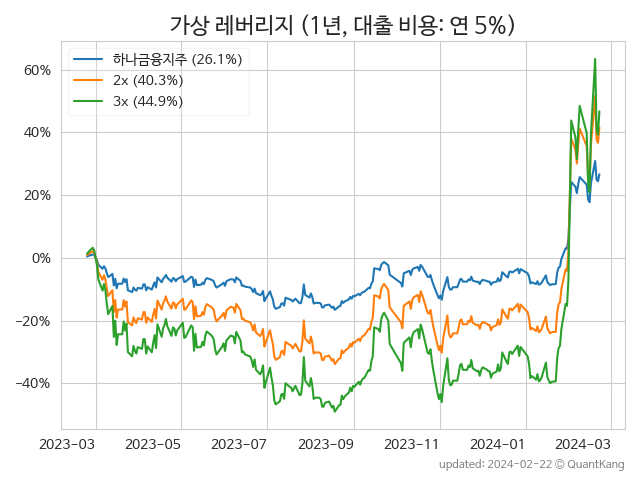 가상 레버리지 (1년, 대출 비용: 연 5%)
하나금융지주 (26.1%)
2x (40.3%)
3x (44.9%)
60%
40%
20%
0%
−20%
−40%
2023-03 2023-05 2023-07 2023-09 2023-11 2024-01 2024-03
updated: 2024-02-22 © QuantKang